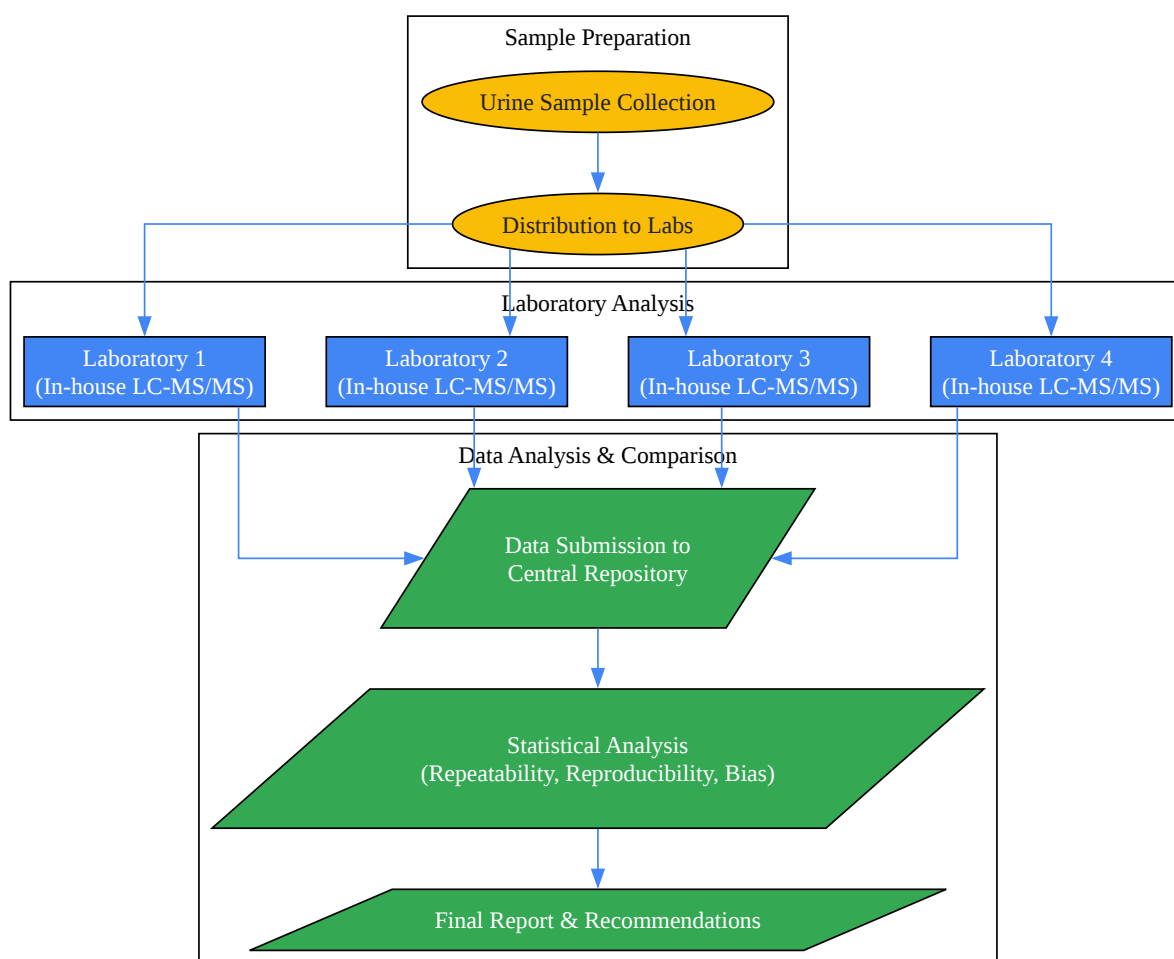 Sample Preparation
Urine Sample Collection
Distribution to Labs
Laboratory Analysis
Laboratory 1
(In-house LC-MS/MS)
Laboratory 2
(In-house LC-MS/MS)
Laboratory 3
(In-house LC-MS/MS)
Laboratory 4
(In-house LC-MS/MS)
Data Analysis & Comparison
Data Submission to
Central Repository
Statistical Analysis
(Repeatability, Reproducibility, Bias)
Final Report & Recommendations